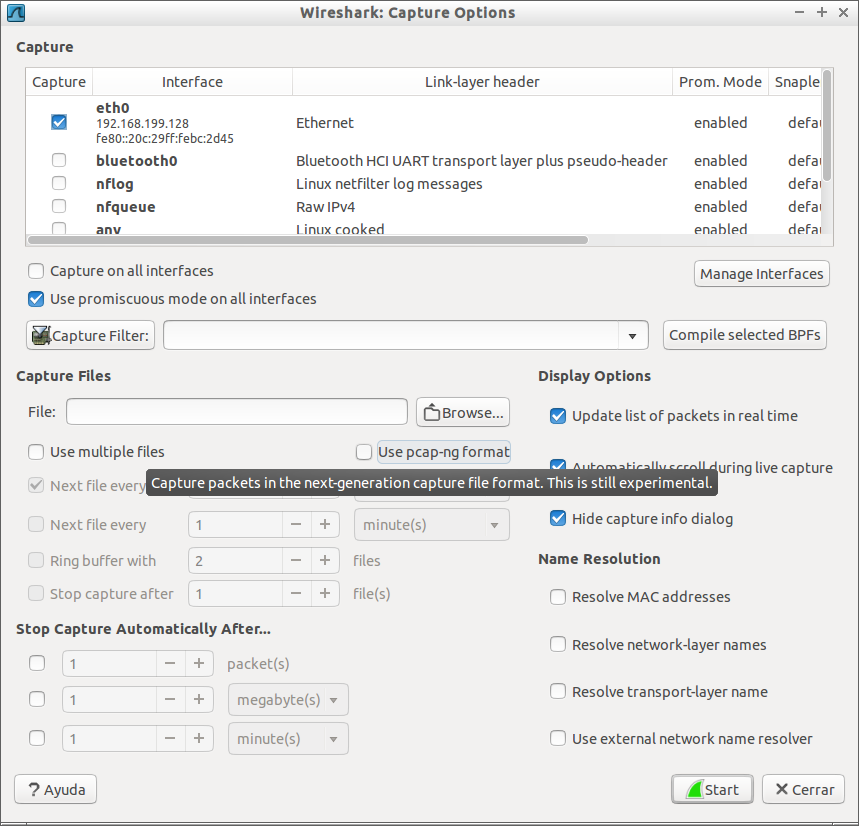 Wireshark: Capture Options
Capture
Capture Interface Link-layer header Prom. Mode Snaple
eth0
192.168.199.128
fe80::20c:29ff:febc:2d45
Ethernet enabled defau
bluetooth0 Bluetooth HCI UART transport layer plus pseudo-header enabled defau
nflog Linux netfilter log messages enabled defau
nfqueue Raw IPv4 enabled defau
any Linux cooked enabled defau
Capture on all interfaces
Manage Interfaces
Use promiscuous mode on all interfaces
Capture Filter: Compile selected BPFs
Capture Files
File: Browse...
Use multiple files Use pcap-ng format
Next file every
Capture packets in the next-generation capture file format. This is still experimental.
Next file every 1 minute(s)
Ring buffer with 2 files
Stop capture after 1 file(s)
Stop Capture Automatically After...
1 packet(s)
1 megabyte(s)
1 minute(s)
Display Options
Update list of packets in real time
Automatically scroll during live capture
Hide capture info dialog
Name Resolution
Resolve MAC addresses
Resolve network-layer names
Resolve transport-layer name
Use external network name resolver
? Ayuda Start Cerrar